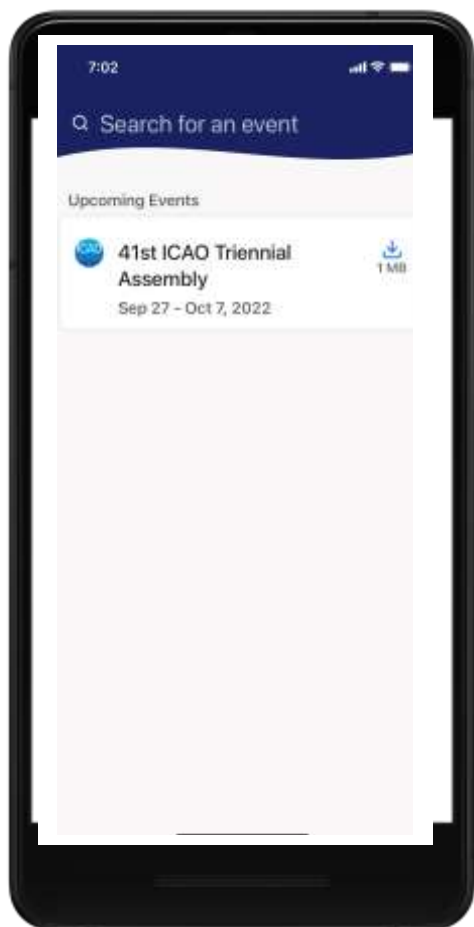 7:02
Search for an event
Upcoming Events
ICAO
41st ICAO Triennial
Assembly
1 MB
Sep 27 - Oct 7, 2022